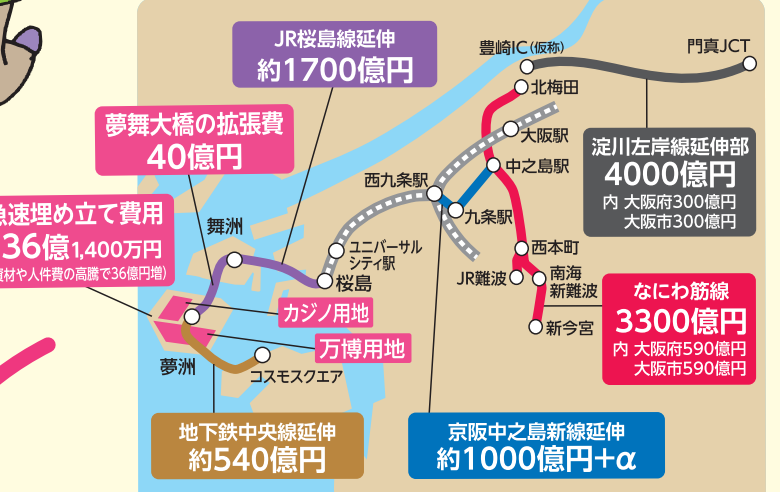 JR桜島線延伸
約1700億円
豊崎IC(仮称)
門真JCT
北梅田
夢舞大橋の拡張費
40億円
大阪駅
淀川左岸線延伸部
4000億円
内 大阪府300億円
大阪市300億円
中之島駅
西九条駅
九条駅
急速埋め立て費用
36億1,400万円
資材や人件費の高騰で36億円増)
舞洲
ユニバーサル
シティ駅
桜島
西本町
JR難波
南海
新難波
新今宮
なにわ筋線
3300億円
内 大阪府590億円
大阪市590億円
カジノ用地
万博用地
夢洲
コスモスクエア
地下鉄中央線延伸
約540億円
京阪中之島新線延伸
約1000億円+α